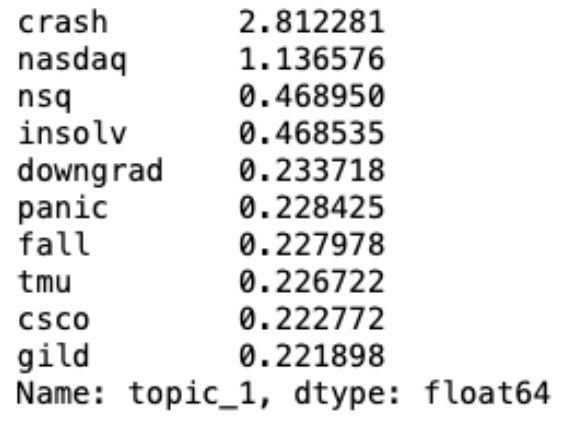 crash 2.812281
nasdaq 1.136576
nsq 0.468950
insolv 0.468535
downgrad 0.233718
panic 0.228425
fall 0.227978
tmu 0.226722
csco 0.222772
gild 0.221898
Name: topic_1, dtype: float64